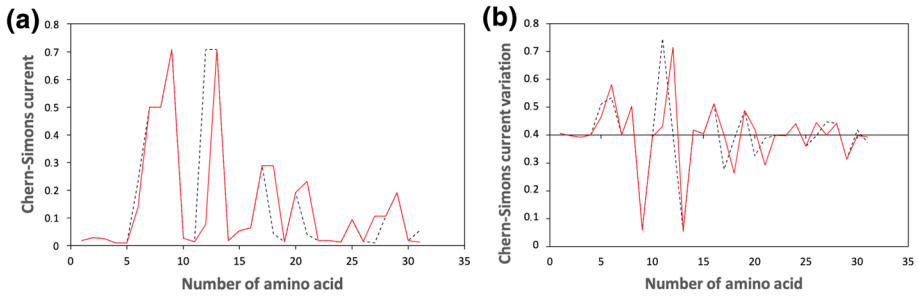 (a)
Chern-Simons current
0.8
0.7
0.6
0.5
0.4
0.3
0.2
0.1
0
0 5 10 15 20 25 30 35
Number of amino acid
(b)
Chern-Simons current variation
0.8
0.7
0.6
0.5
0.4
0.3
0.2
0.1
0
0 5 10 15 20 25 30 35
Number of amino acid